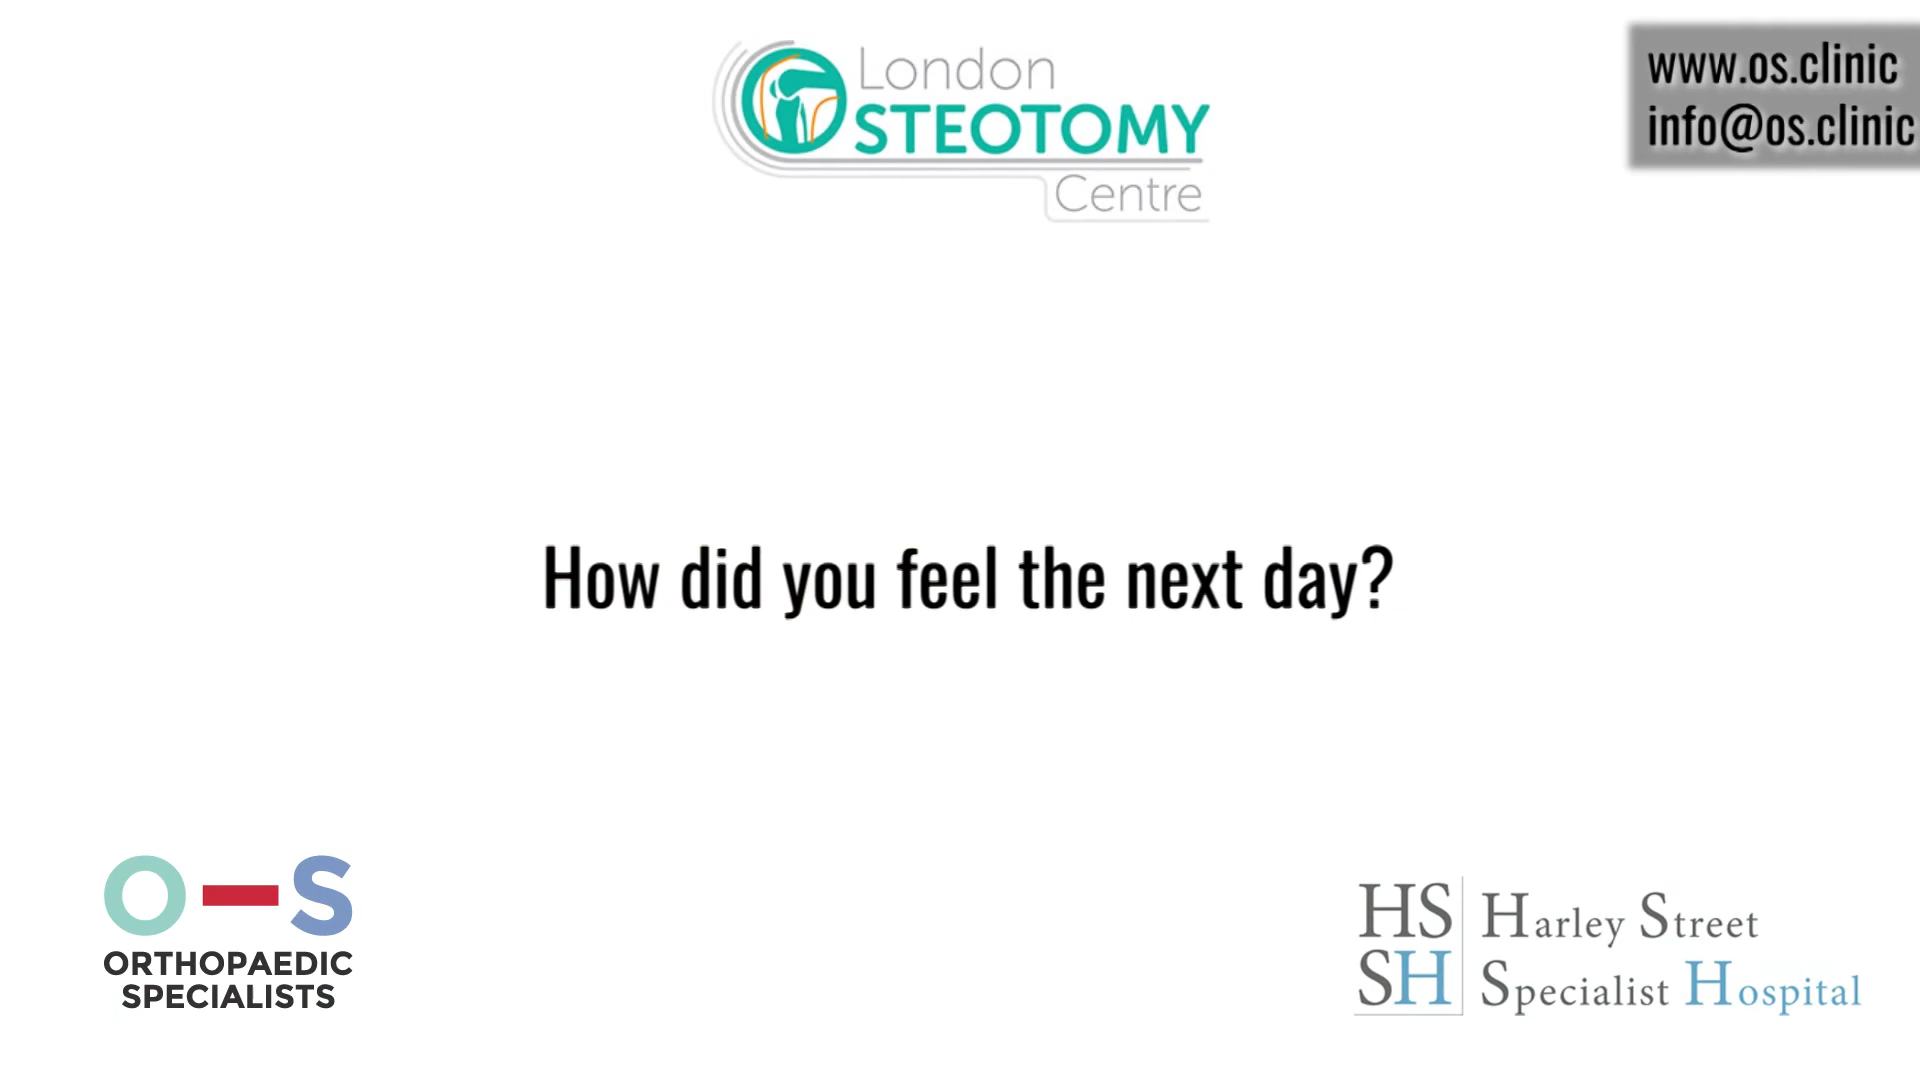 London
OSTEOTOMY
Centre
www.os.clinic
info@os.clinic
How did you feel the next day?
O-S
ORTHOPAEDIC
SPECIALISTS
HS
SH
Harley Street
Specialist Hospital